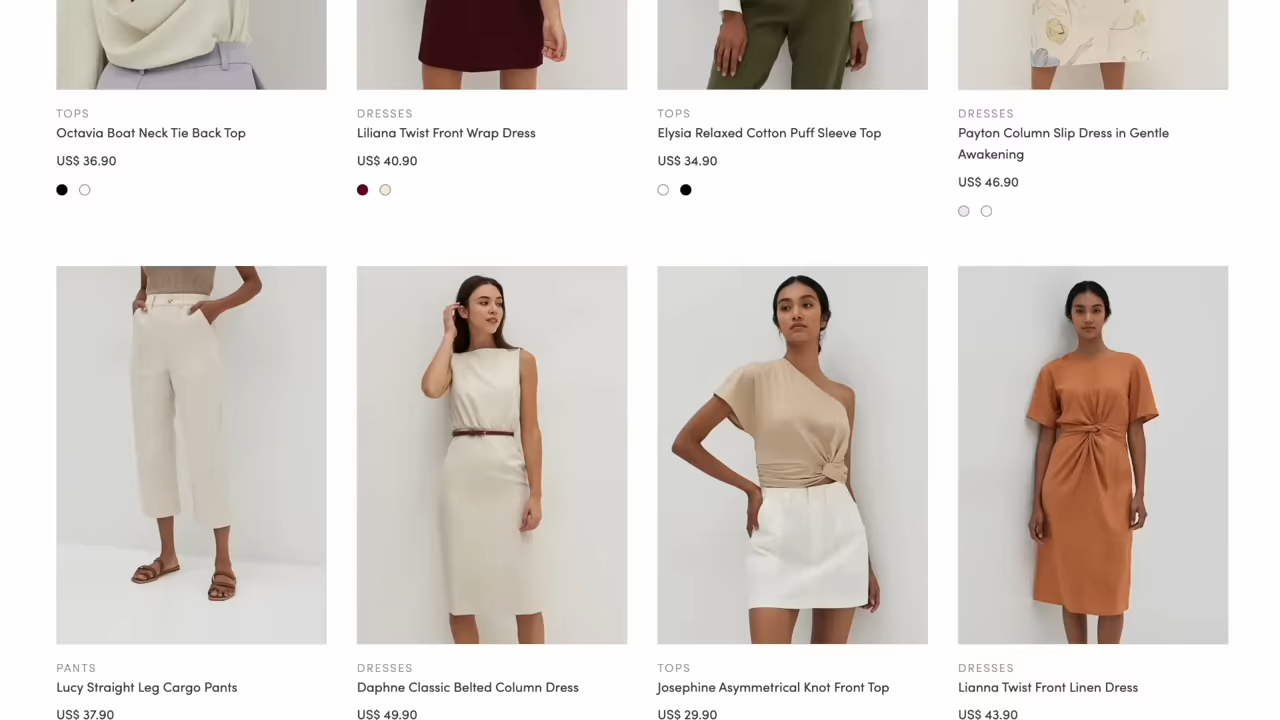 TOPS
Octavia Boat Neck Tie Back Top
US$ 36.90
DRESSES
Liliana Twist Front Wrap Dress
US$ 40.90
TOPS
Elysia Relaxed Cotton Puff Sleeve Top
US$ 34.90
DRESSES
Payton Column Slip Dress in Gentle
Awakening
US$ 46.90
PANTS
Lucy Straight Leg Cargo Pants
US$ 37.90
DRESSES
Daphne Classic Belted Column Dress
US$ 49.90
TOPS
Josephine Asymmetrical Knot Front Top
US$ 29.90
DRESSES
Lianna Twist Front Linen Dress
US$ 43.90